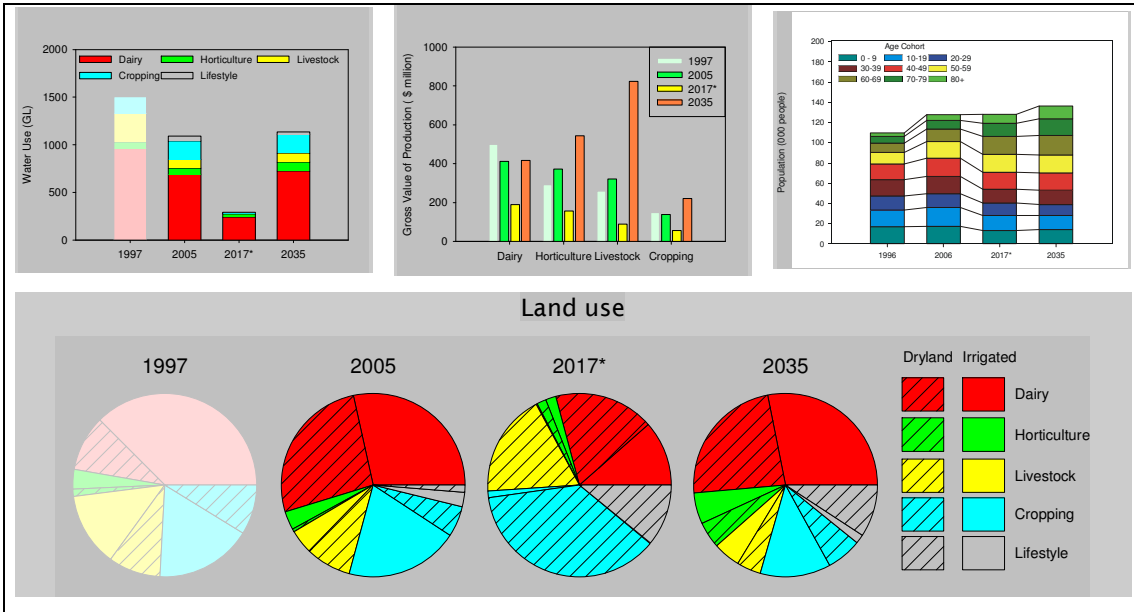 2000
1500
1000
500
0
Water Use (GL)
Dairy Horticulture Livestock
Cropping Lifestyle
1997 2005 2017* 2035
1000
800
600
400
200
0
Gross Value of Production ( $ million)
1997
2005
2017*
2035
Dairy Horticulture Livestock Cropping
200
180
160
140
120
100
80
60
40
20
0
Population (000 people)
Age Cohort
0 - 9 10-19 20-29
30-39 40-49 50-59
60-69 70-79 80+
1996 2006 2017* 2035
Land use
1997 2005 2017* 2035
Dryland Irrigated
Dairy
Horticulture
Livestock
Cropping
Lifestyle